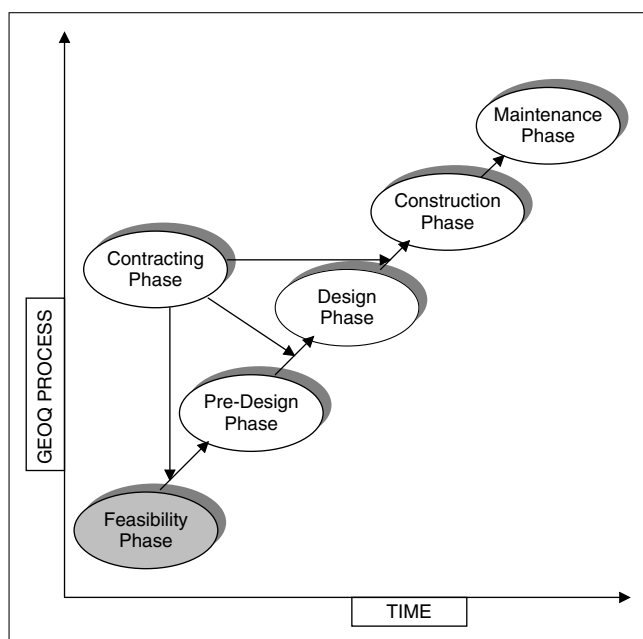 Maintenance
Phase
Construction
Phase
Contracting
Phase
Design
Phase
Pre-Design
Phase
Feasibility
Phase
GEOQ PROCESS
TIME